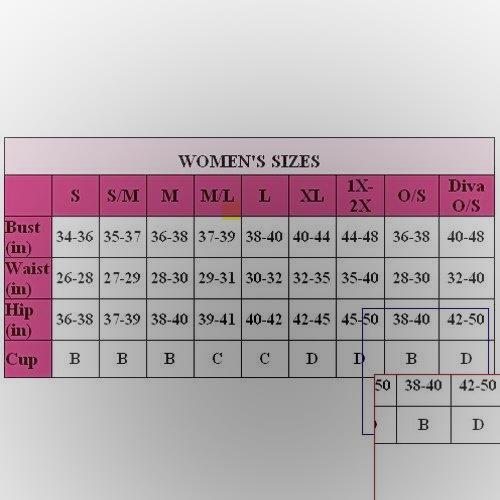 WOMEN'S SIZES
S S/M M M/L L XL 1X-2X O/S Diva O/S
Bust (in) 34-36 35-37 36-38 37-39 38-40 40-44 44-48 36-38 40-48
Waist (in) 26-28 27-29 28-30 29-31 30-32 32-35 35-40 28-30 32-40
Hip (in) 36-38 37-39 38-40 39-41 40-42 42-45 45-50 38-40 42-50
Cup B B B C C D D B D
50 38-40 42-50
B D